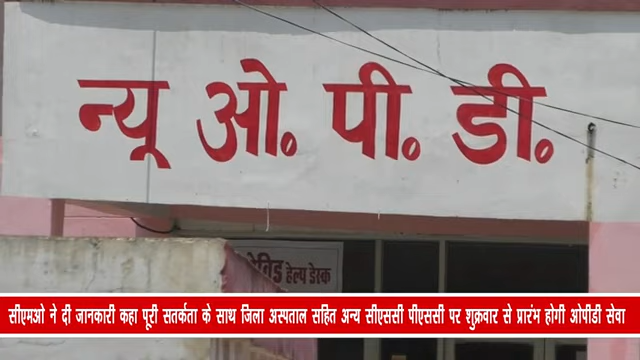 न्यू ओ. पी. डी.
हेल्प डेस्क
सीएमओ ने दी जानकारी कहा पूरी सतर्कता के साथ जिला अस्पताल सहित अन्य सीएससी पीएससी पर शुक्रवार से प्रारंभ होगी ओपीडी सेवा